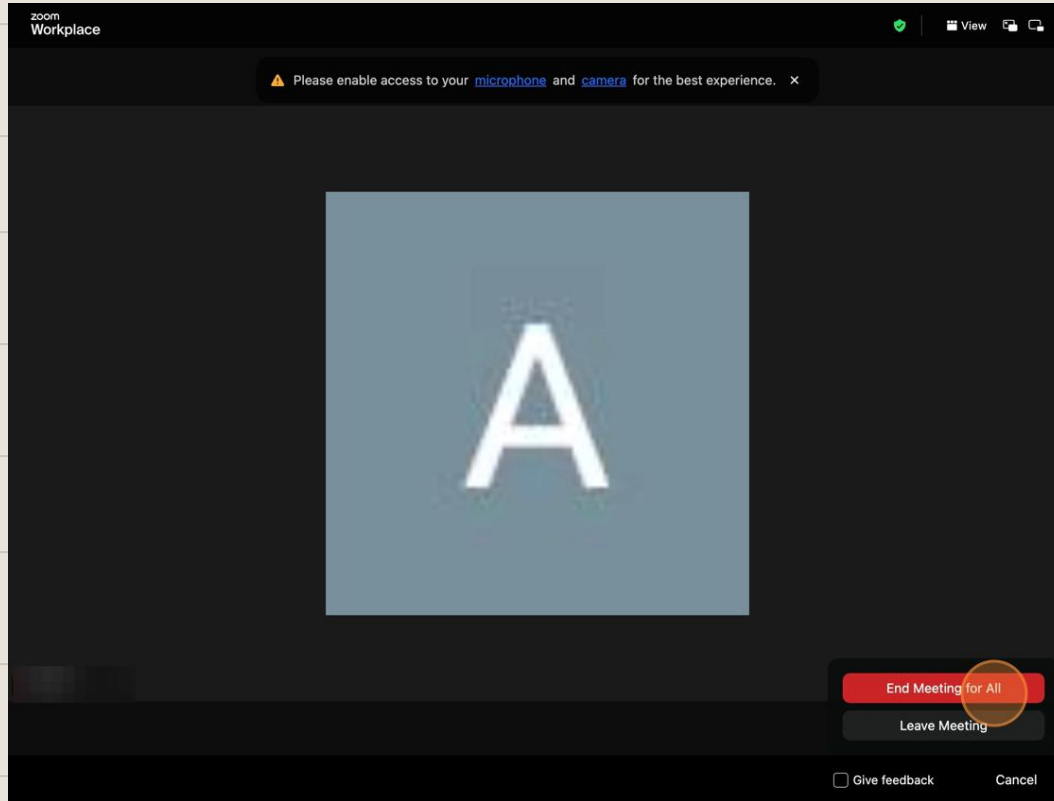 zoom
Workplace
View
Please enable access to your microphone and camera for the best experience.
A
End Meeting for All
Leave Meeting
Give feedback
Cancel